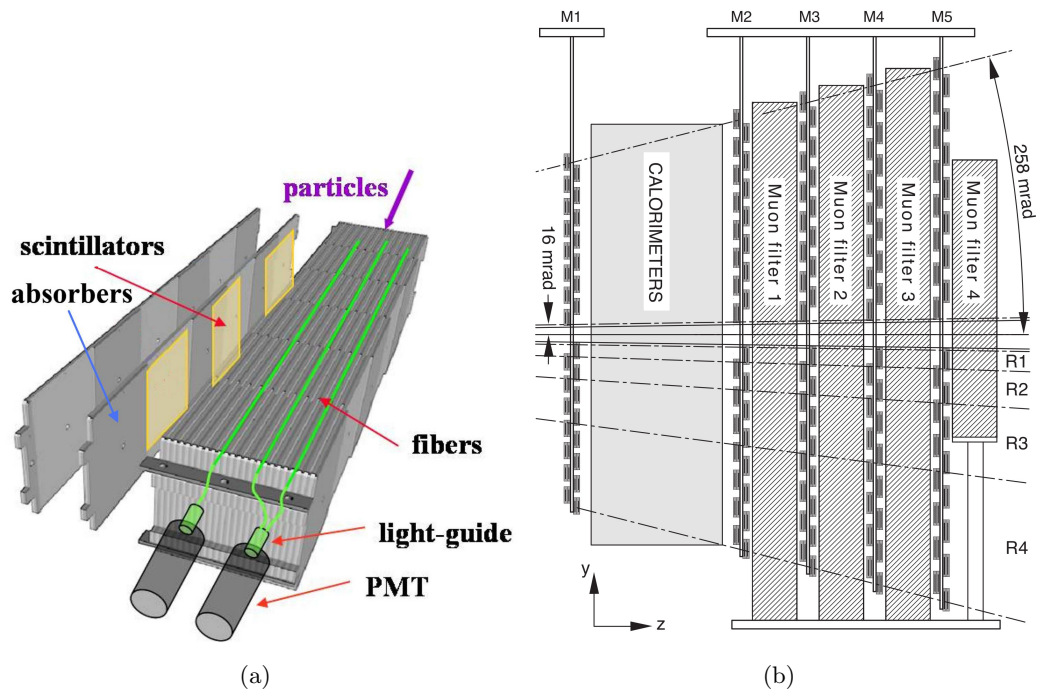 particles
scintillators
absorbers
fibers
light-guide
PMT
(a)
M1
M2
M3
M4
M5
16 mrad
258 mrad
CALORIMETERS
Muon filter 1
Muon filter 2
Muon filter 3
Muon filter 4
R1
R2
R3
R4
y
z
(b)